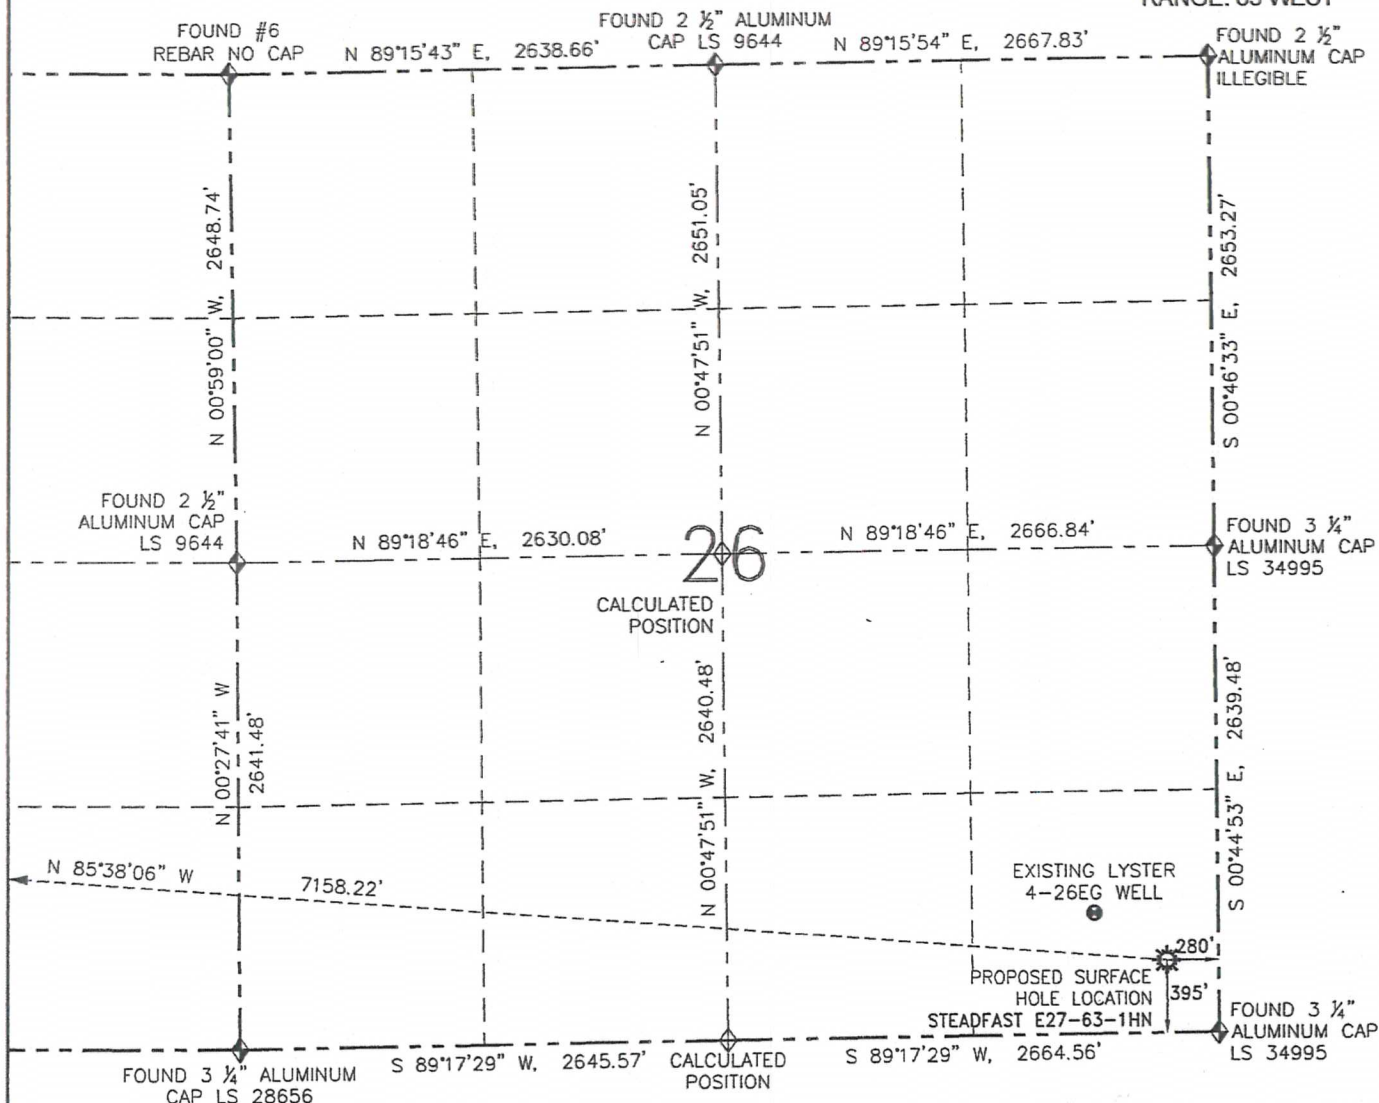 RANGE: 63 WEST
FOUND #6
REBAR NO CAP
N 89°15'43" E, 2638.66'
FOUND 2 ½" ALUMINUM
CAP LS 9644
N 89°15'54" E, 2667.83'
FOUND 2 ½"
ALUMINUM CAP
ILLEGIBLE
N 00°59'00" W, 2648.74'
N 00°47'51" W, 2651.05'
S 00°46'33" E, 2653.27'
FOUND 2 ½"
ALUMINUM CAP
LS 9644
N 89°18'46" E, 2630.08'
26
N 89°18'46" E, 2666.84'
FOUND 3 ¼"
ALUMINUM CAP
LS 34995
CALCULATED
POSITION
N 00°27'41" W
2641.48'
N 00°47'51" W, 2640.48'
S 00°44'53" E, 2639.48'
N 85°38'06" W
7158.22'
EXISTING LYSTER
4-26EG WELL
280'
PROPOSED SURFACE
HOLE LOCATION
STEADFAST E27-63-1HN
395'
FOUND 3 ¼"
ALUMINUM CAP
LS 34995
FOUND 3 ¼" ALUMINUM
CAP LS 28656
S 89°17'29" W, 2645.57'
CALCULATED
POSITION
S 89°17'29" W, 2664.56'